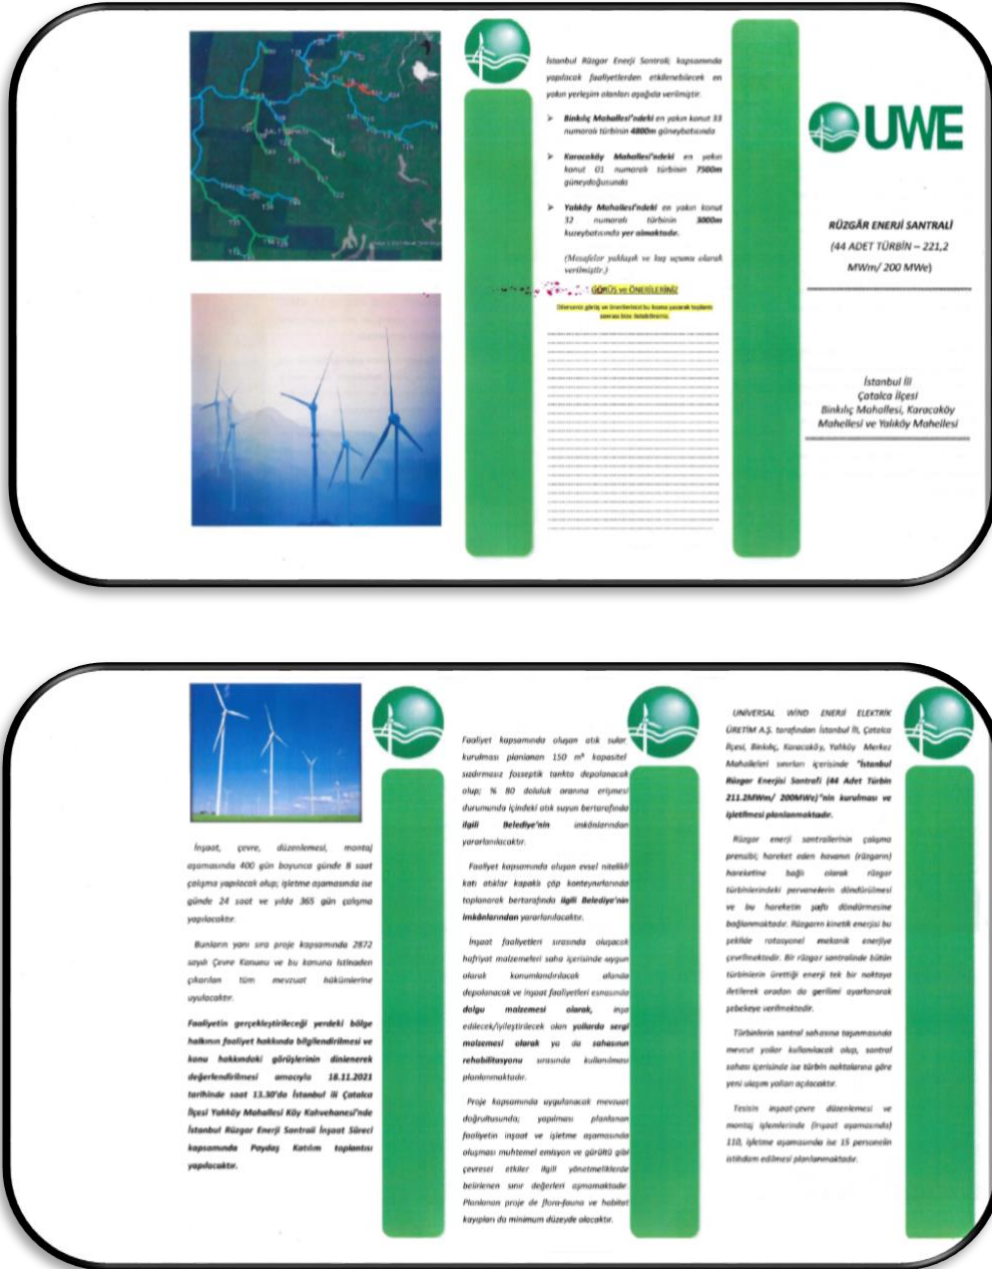 İstanbul Rüzgar Enerji Santrali; kapsamında
yapılacak faaliyetlerden etkilenebilecek en
yakın yerleşim alanları aşağıda verilmiştir.
➢ Binkılıç Mahallesi'ndeki en yakın konut 33
numaralı türbinin 4800m güneybatısında
➢ Karacaköy Mahallesi'ndeki en yakın
konut 01 numaralı türbinin 7500m
güneydoğusunda
➢ Yalıköy Mahallesi'ndeki en yakın konut
32 numaralı türbinin 3000m
kuzeybatısında yer almaktadır.
(Mesafeler yaklaşık ve kuş uçumu olarak
verilmiştir.)
GÖRÜŞ ve ÖNERİLERİNİZ
UWE
RÜZGÂR ENERJİ SANTRALİ
(44 ADET TÜRBİN – 221,2
MWm/ 200 MWe)
İstanbul İli
Çatalca İlçesi
Binkılıç Mahallesi, Karacaköy
Mahellesi ve Yalıköy Mahellesi
İnşaat, çevre, düzenlemesi, montaj
aşamasında 400 gün boyunca günde 8 saat
çalışma yapılacak olup; işletme aşamasında ise
günde 24 saat ve yılda 365 gün çalışma
yapılacaktır.
Bunların yanı sıra proje kapsamında 2872
sayılı Çevre Kanunu ve bu kanuna istinaden
çıkarılan tüm mevzuat hükümlerine
uyulacaktır.
Faaliyetin gerçekleştirileceği yerdeki bölge
halkının faaliyet hakkında bilgilendirilmesi ve
konu hakkındaki görüşlerinin dinlenerek
değerlendirilmesi amacıyla 18.11.2021
tarihinde saat 13.30'da İstanbul ili Çatalca
İlçesi Yalıköy Mahallesi Köy Kahvehanesi'nde
İstanbul Rüzgar Enerji Santrali İnşaat Süreci
kapsamında Paydaş Katılım toplantısı
yapılacaktır.
Faaliyet kapsamında oluşan atık sular,
kurulması planlanan 150 m³ kapasiteli
sızdırmasız fosseptik tankta depolanacak
olup; % 80 doluluk oranına erişmesi
durumunda içindeki atık suyun bertarafında
ilgili Belediye'nin imkânlarından
yararlanılacaktır.
Faaliyet kapsamında oluşan evsel nitelikli
katı atıklar kapaklı çöp konteynerlarında
toplanarak bertarafında ilgili Belediye'nin
imkânlarından yararlanılacaktır.
İnşaat faaliyetleri sırasında oluşacak
hafriyat malzemeleri saha içerisinde uygun
olarak konumlandırılacak alanda
depolanacak ve inşaat faaliyetleri esnasında
dolgu malzemesi olarak, inşa
edilecek/iyileştirilecek olan yollarda sergi
malzemesi olarak ya da sahasının
rehabilitasyonu sırasında kullanılması
planlanmaktadır.
Proje kapsamında uygulanacak mevzuat
doğrultusunda; yapılması planlanan
faaliyetin inşaat ve işletme aşamasında
oluşması muhtemel emisyon ve gürültü gibi
çevresel etkiler ilgili yönetmeliklerde
belirlenen sınır değerleri aşmamaktadır.
Planlanan proje de flora-fauna ve habitat
kayıpları da minimum düzeyde olacaktır.
UNİVERSAL WİND ENERJİ ELEKTRİK
ÜRETİM A.Ş. tarafından İstanbul İli, Çatalca
İlçesi, Binkılıç, Karacaköy, Yalıköy Merkez
Mahalleleri sınırları içerisinde "İstanbul
Rüzgar Enerjisi Santrali (44 Adet Türbin
211.2MWm/ 200MWe)"nin kurulması ve
işletilmesi planlanmaktadır.
Rüzgar enerji santrallerinin çalışma
prensibi; hareket eden havanın (rüzgarın)
hareketine bağlı olarak rüzgar
türbinlerindeki pervanelerin döndürülmesi
ve bu hareketin şaftı döndürmesine
bağlanmaktadır. Rüzgarın kinetik enerjisi bu
şekilde rotasyonel mekanik enerjiye
çevrilmektedir. Bir rüzgar santralinde bütün
türbinlerin ürettiği enerji tek bir noktaya
iletilerek oradan da gerilimi ayarlanarak
şebekeye verilmektedir.
Türbinlerin santral sahasına taşınmasında
mevcut yollar kullanılacak olup, santral
sahası içerisinde ise türbin noktalarına göre
yeni ulaşım yolları açılacaktır.
Tesisin inşaat-çevre düzenlemesi ve
montaj işlemlerinde (inşaat aşamasında)
110, işletme aşamasında ise 15 personelin
istihdam edilmesi planlanmaktadır.